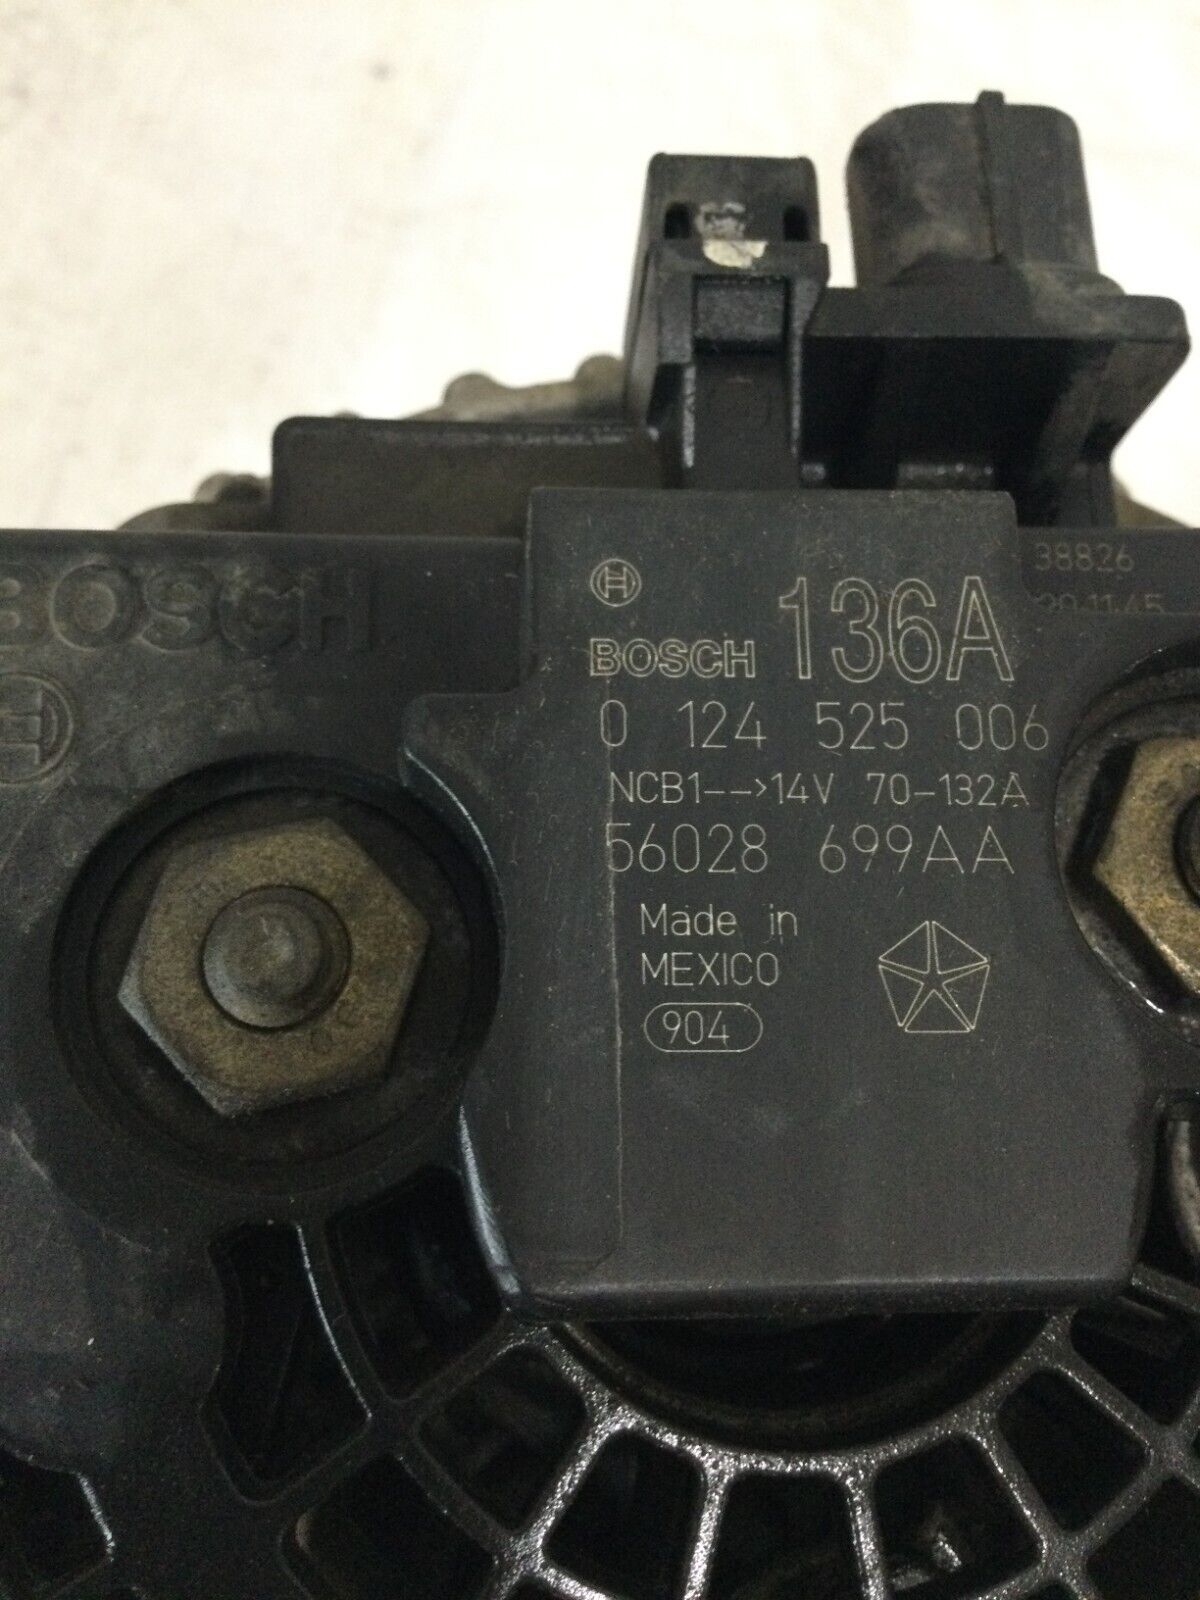 BOSCH
H
H
BOSCH 136A
0 124 525 006
NCB1-->14V 70-132A
56028 699AA
Made in
MEXICO
904
38826